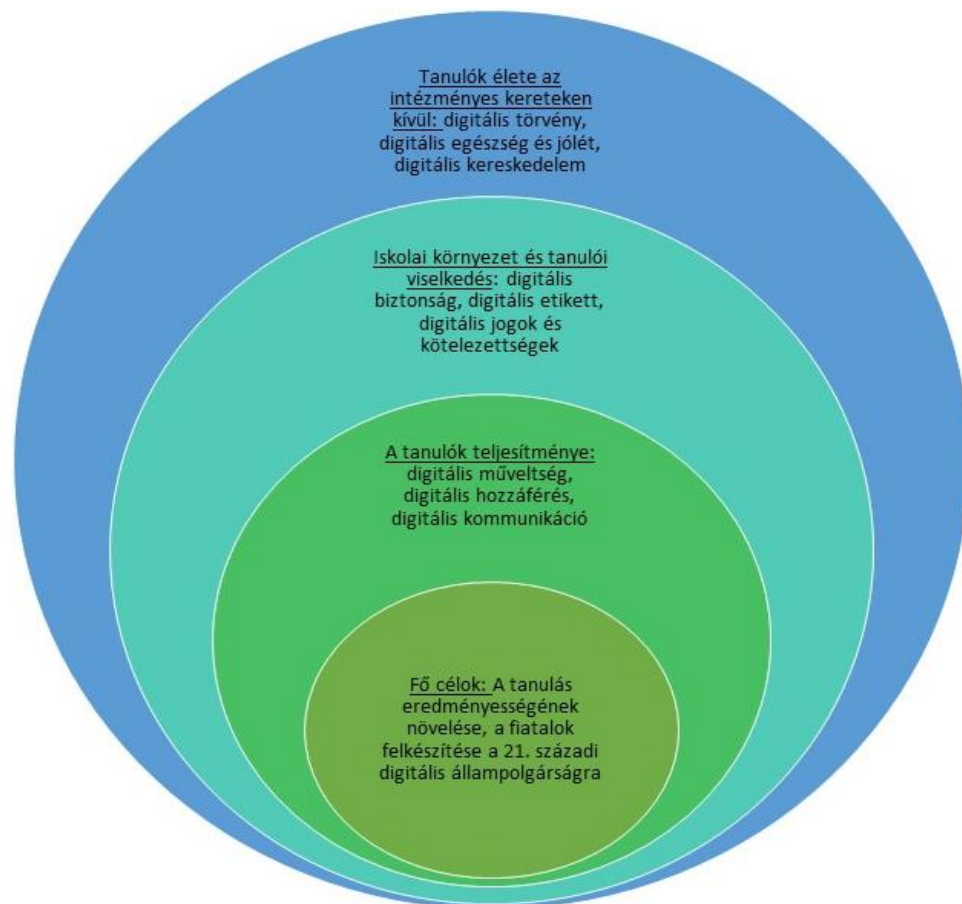 Tanulók élete az
intézményes kereteken
kívül: digitális törvény,
digitális egészség és jólét,
digitális kereskedelem
Iskolai környezet és tanulói
viselkedés: digitális
biztonság, digitális etikett,
digitális jogok és
kötelezettségek
A tanulók teljesítménye:
digitális műveltség,
digitális hozzáférés,
digitális kommunikáció
Fő célok: A tanulás
eredményességének
növelése, a fiatalok
felkészítése a 21. századi
digitális állampolgárságra